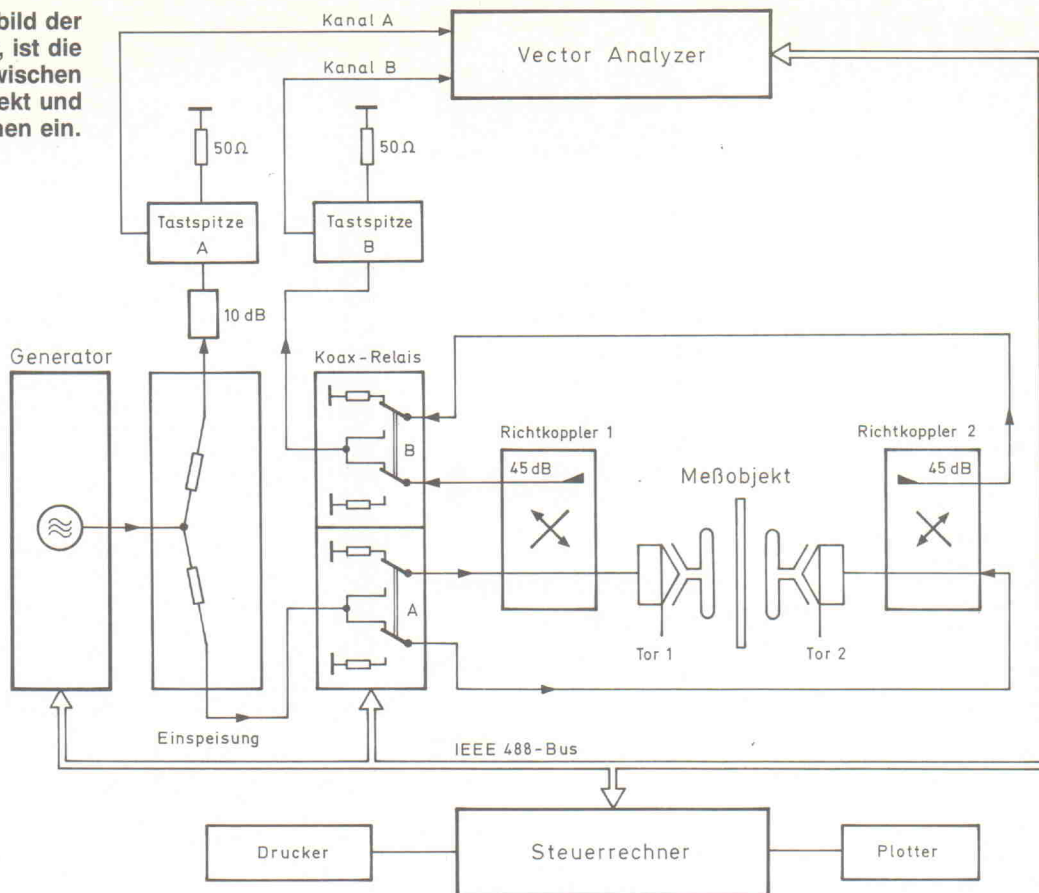 bild der
, ist die
wischen
ekt und
nen ein.
Kanal A
Kanal B
Vector Analyzer
50Ω
50Ω
Tastspitze
A
Tastspitze
B
10 dB
Generator
Koax-Relais
B
A
Richtkoppler 1
45 dB
Meßobjekt
Richtkoppler 2
45 dB
Tor 1
Tor 2
Einspeisung
IEEE 488-Bus
Drucker
Steuerrechner
Plotter